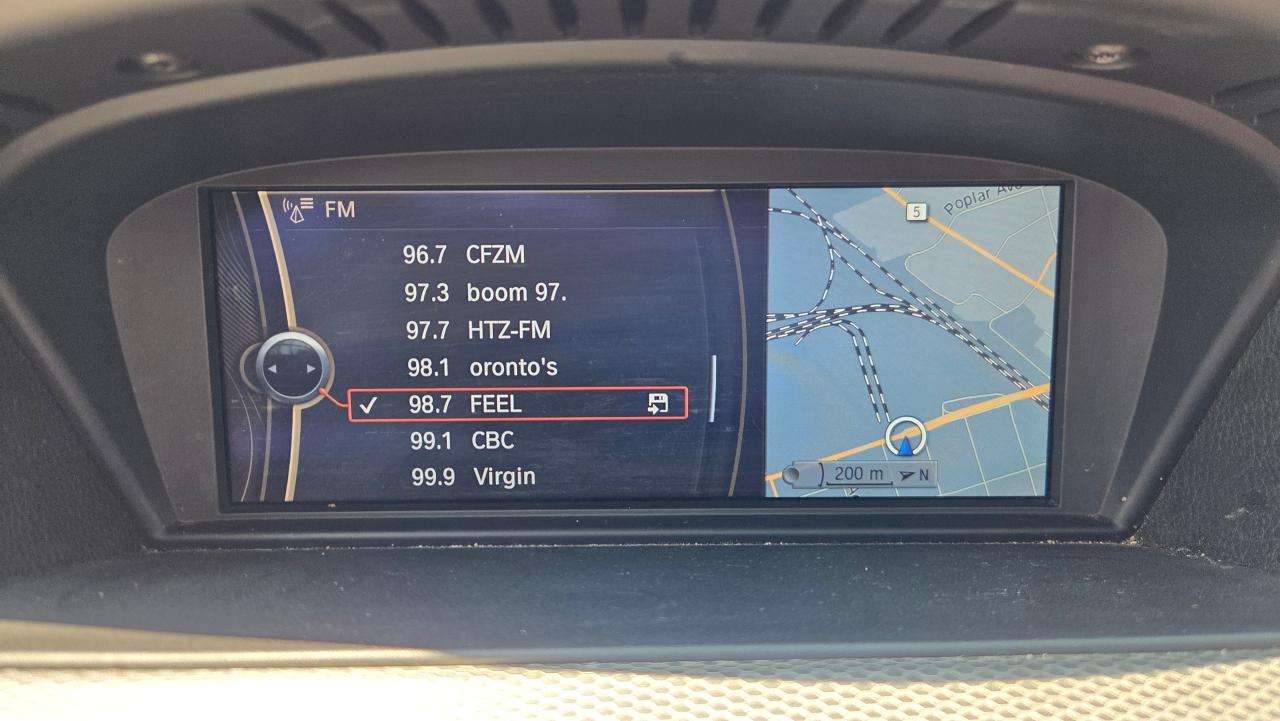 FM
96.7 CFZM
97.3 boom 97.
97.7 HTZ-FM
98.1 oronto's
98.7 FEEL
99.1 CBC
99.9 Virgin
5
Poplar Ave
200 m
N